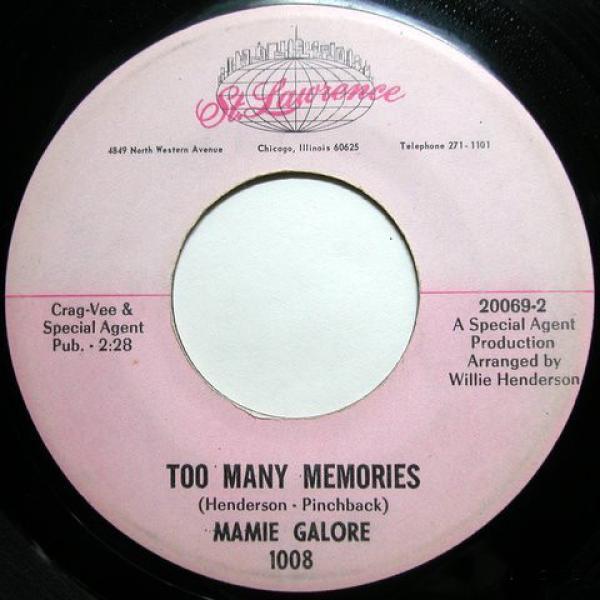 St. Lawrence
4849 North Western Avenue Chicago, Illinois 60625 Telephone 271-1101
Crag-Vee &
Special Agent
Pub. · 2:28
20069-2
A Special Agent
Production
Arranged by
Willie Henderson
TOO MANY MEMORIES
(Henderson · Pinchback)
MAMIE GALORE
1008